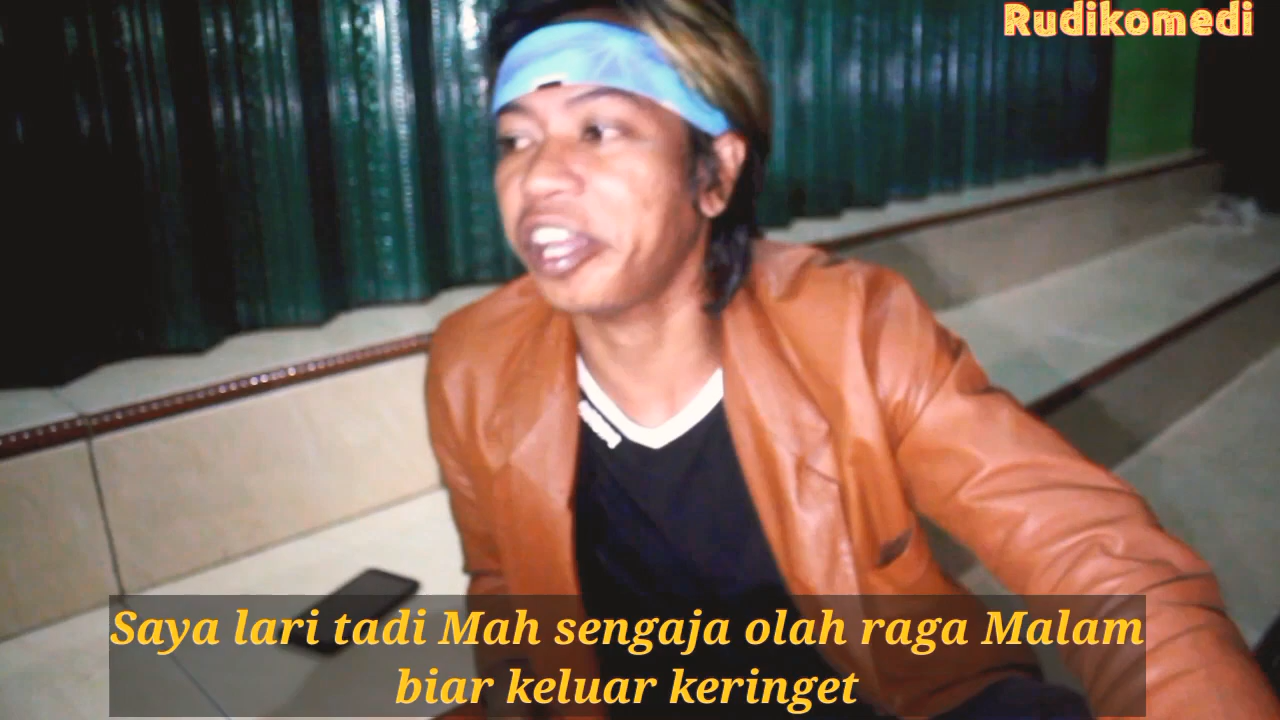 Rudikomedi
Saya lari tadi Mah sengaja olah raga Malam
biar keluar keringet